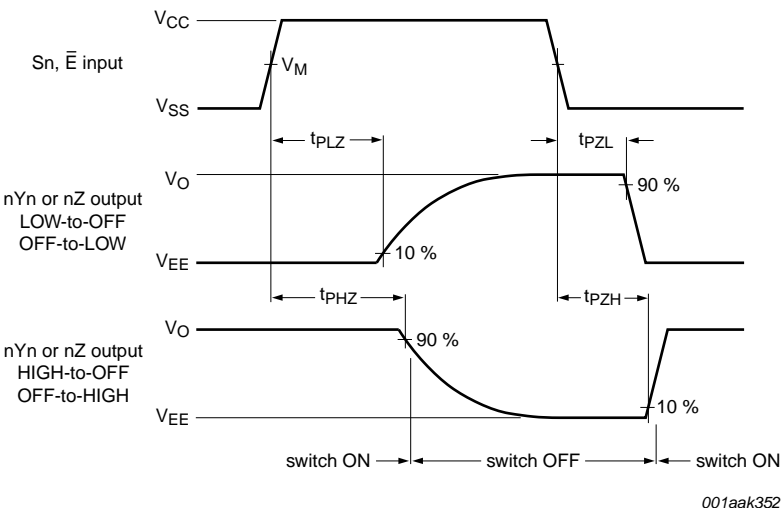 VCC
Sn, E̅ input
VM
VSS
tPLZ
tPZL
VO
nYn or nZ output
LOW-to-OFF
OFF-to-LOW
90 %
10 %
VEE
tPHZ
tPZH
VO
nYn or nZ output
HIGH-to-OFF
OFF-to-HIGH
90 %
10 %
VEE
switch ON
switch OFF
switch ON
001aak352